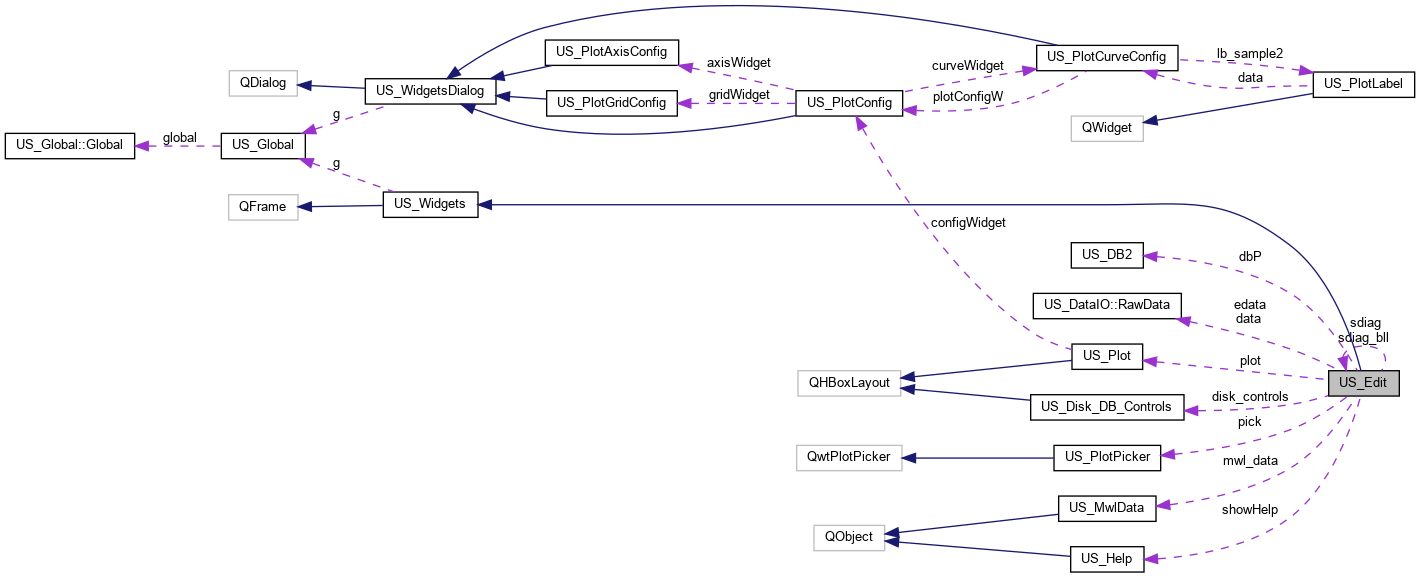 US_PlotAxisConfig
axisWidget
US_PlotCurveConfig
lb_sample2
QDialog
US_WidgetsDialog
curveWidget
data
US_PlotLabel
US_PlotGridConfig
gridWidget
US_PlotConfig
plotConfigW
g
QWidget
US_Global::Global
global
US_Global
g
QFrame
US_Widgets
configWidget
US_DB2
dbP
US_DataIO::RawData
edata
data
sdiag
sdiag_bll
US_Plot
plot
QHBoxLayout
US_Edit
US_Disk_DB_Controls
disk_controls
pick
QwtPlotPicker
US_PlotPicker
mwl_data
US_MwlData
showHelp
QObject
US_Help